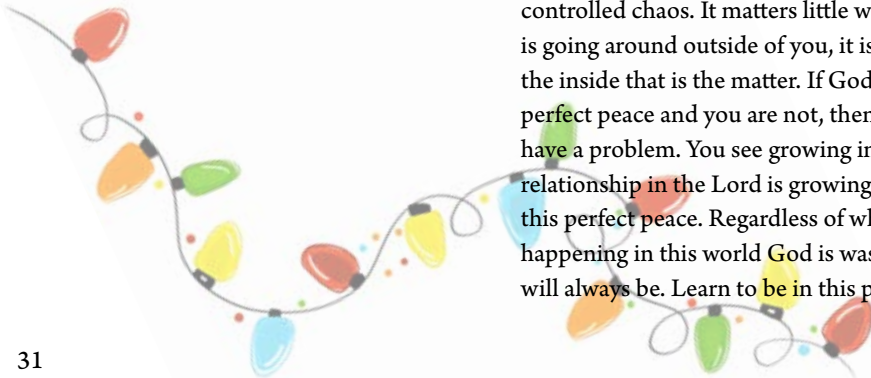 controlled chaos. It matters little w
is going around outside of you, it is
the inside that is the matter. If God
perfect peace and you are not, then
have a problem. You see growing in
relationship in the Lord is growing
this perfect peace. Regardless of wh
happening in this world God is was
will always be. Learn to be in this p
31